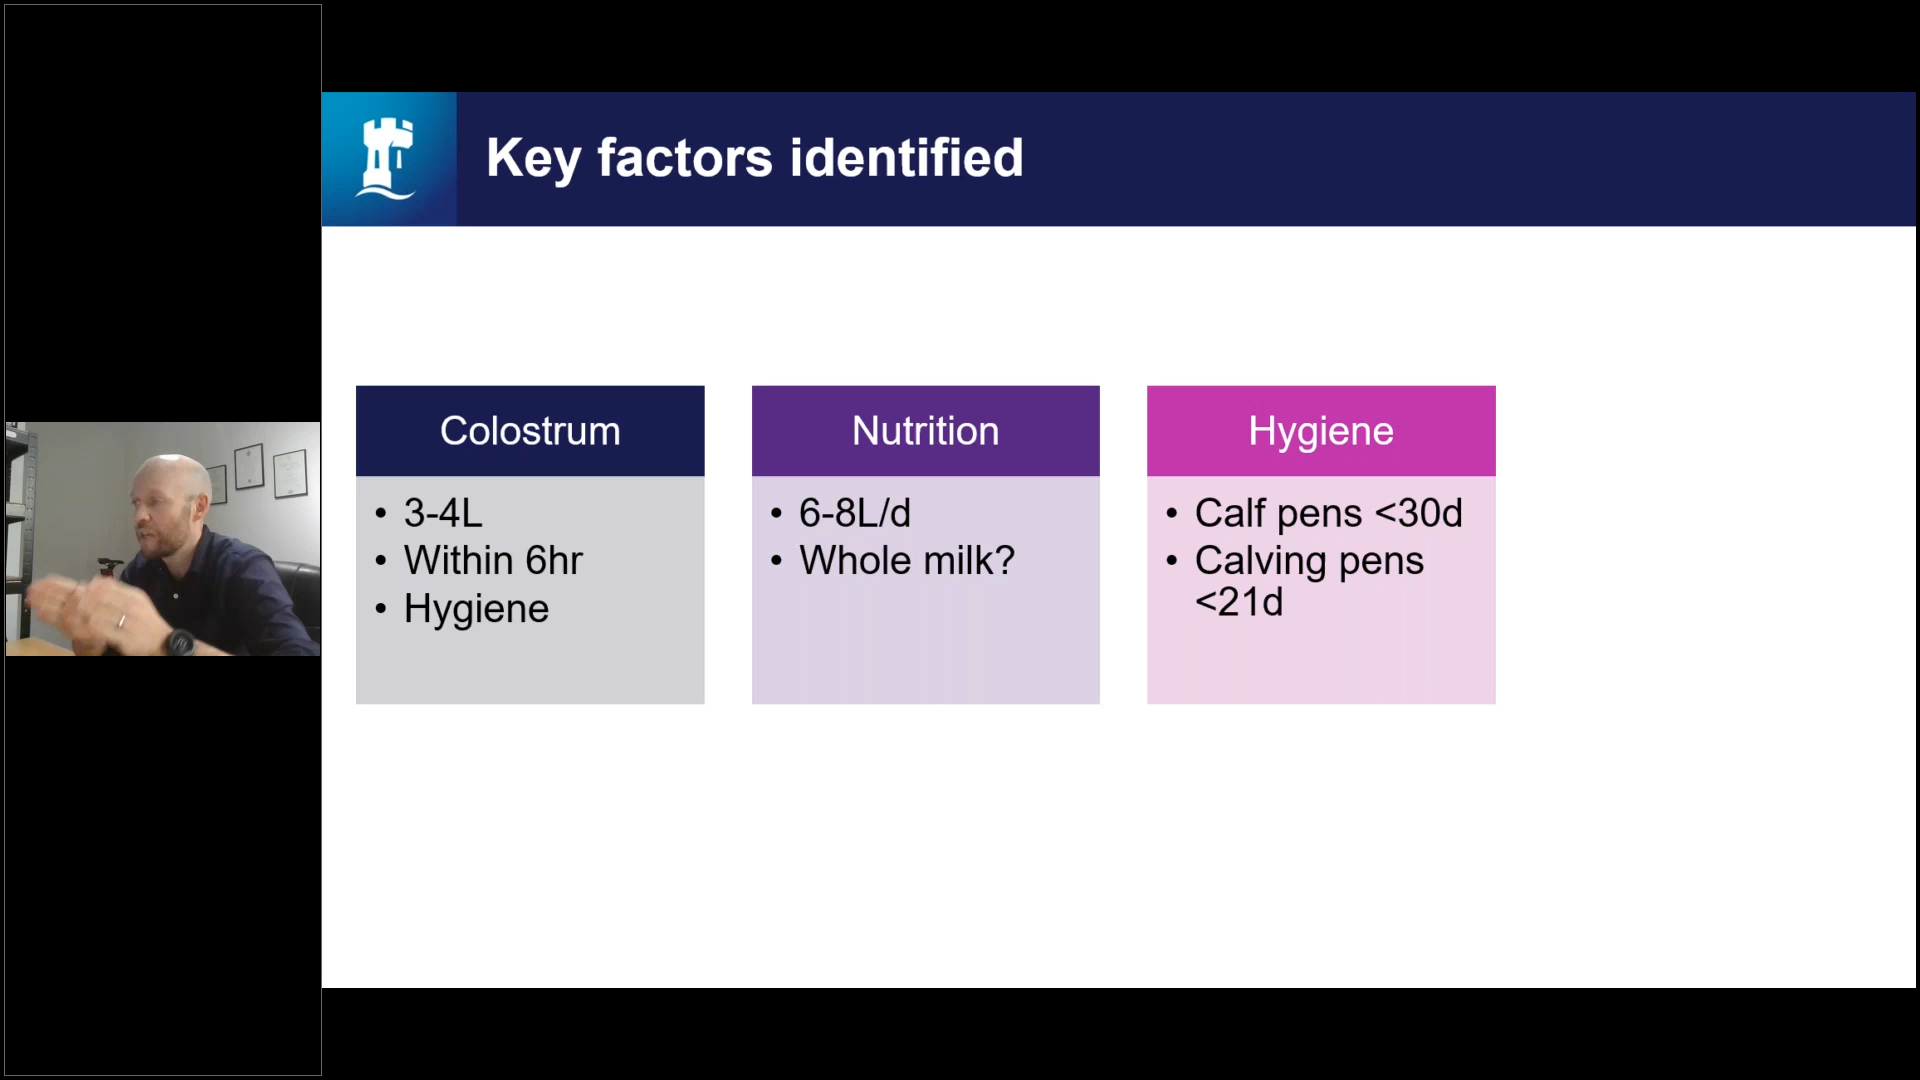 Key factors identified
Colostrum
• 3-4L
• Within 6hr
• Hygiene
Nutrition
• 6-8L/d
• Whole milk?
Hygiene
• Calf pens <30d
• Calving pens
<21d